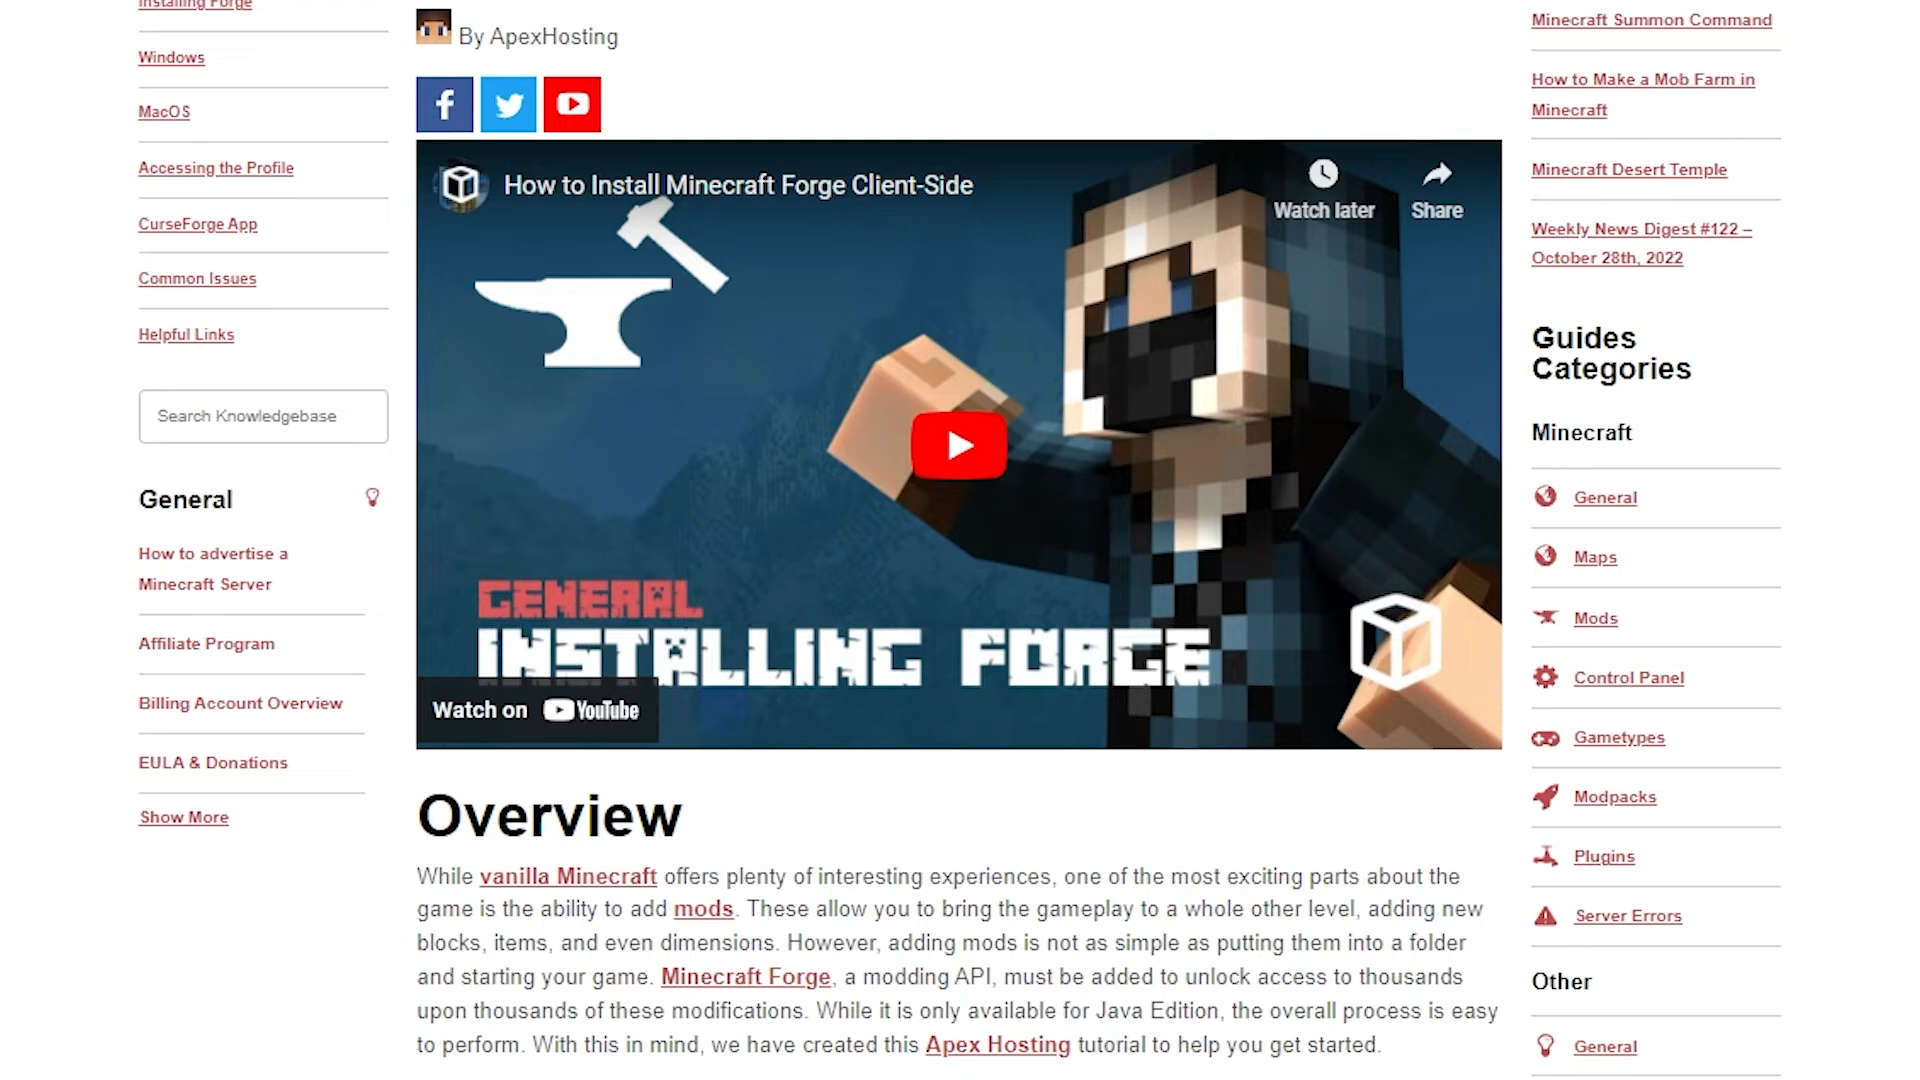 Installing Forge
Windows
MacOS
Accessing the Profile
CurseForge App
Common Issues
Helpful Links
Search Knowledgebase
General
How to advertise a
Minecraft Server
Affiliate Program
Billing Account Overview
EULA & Donations
Show More
By ApexHosting
How to Install Minecraft Forge Client-Side
Watch later
Share
GENERAL
INSTALLING FORGE
Watch on YouTube
Overview
While vanilla Minecraft offers plenty of interesting experiences, one of the most exciting parts about the
game is the ability to add mods. These allow you to bring the gameplay to a whole other level, adding new
blocks, items, and even dimensions. However, adding mods is not as simple as putting them into a folder
and starting your game. Minecraft Forge, a modding API, must be added to unlock access to thousands
upon thousands of these modifications. While it is only available for Java Edition, the overall process is easy
to perform. With this in mind, we have created this Apex Hosting tutorial to help you get started.
Minecraft Summon Command
How to Make a Mob Farm in
Minecraft
Minecraft Desert Temple
Weekly News Digest #122 –
October 28th, 2022
Guides
Categories
Minecraft
General
Maps
Mods
Control Panel
Gametypes
Modpacks
Plugins
Server Errors
Other
General